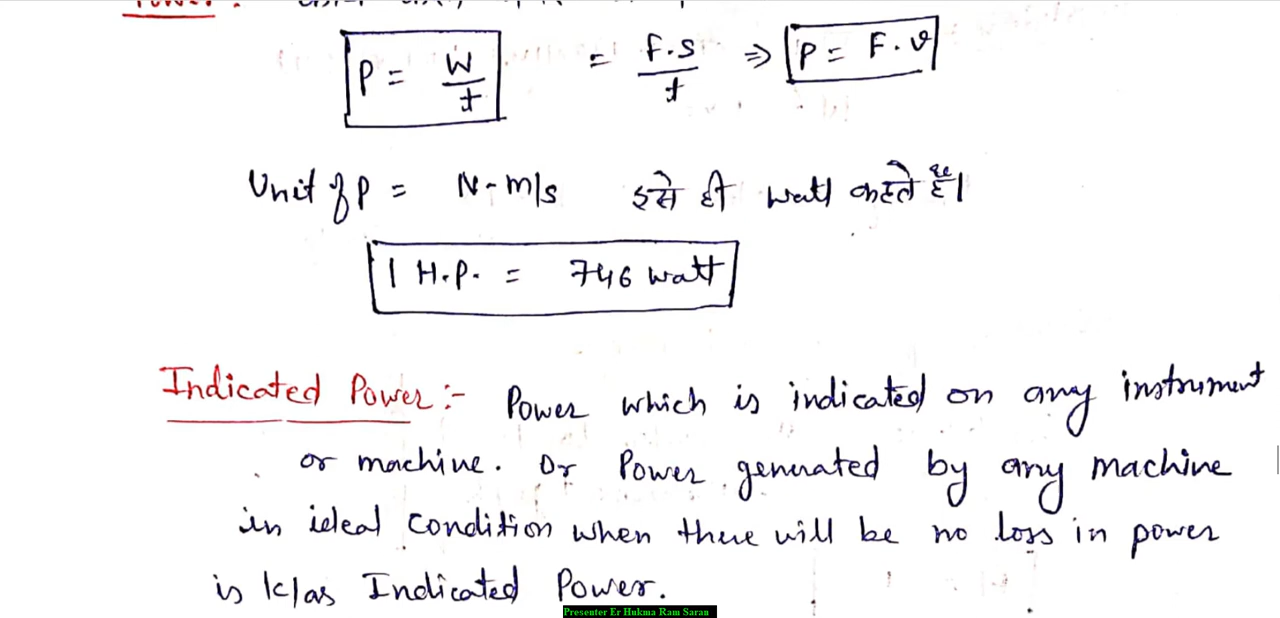 Power:
P = W/t = F.S/t ⇒ P = F.v
Unit of P = N-m/s इसे ही watt कहते हैं।
1 H.P. = 746 watt
Indicated Power:- Power which is indicated on any instrument
or machine. Or Power generated by any machine
in ideal condition when there will be no loss in power
is k/as Indicated Power.
Presenter Er Hukma Ram Saran